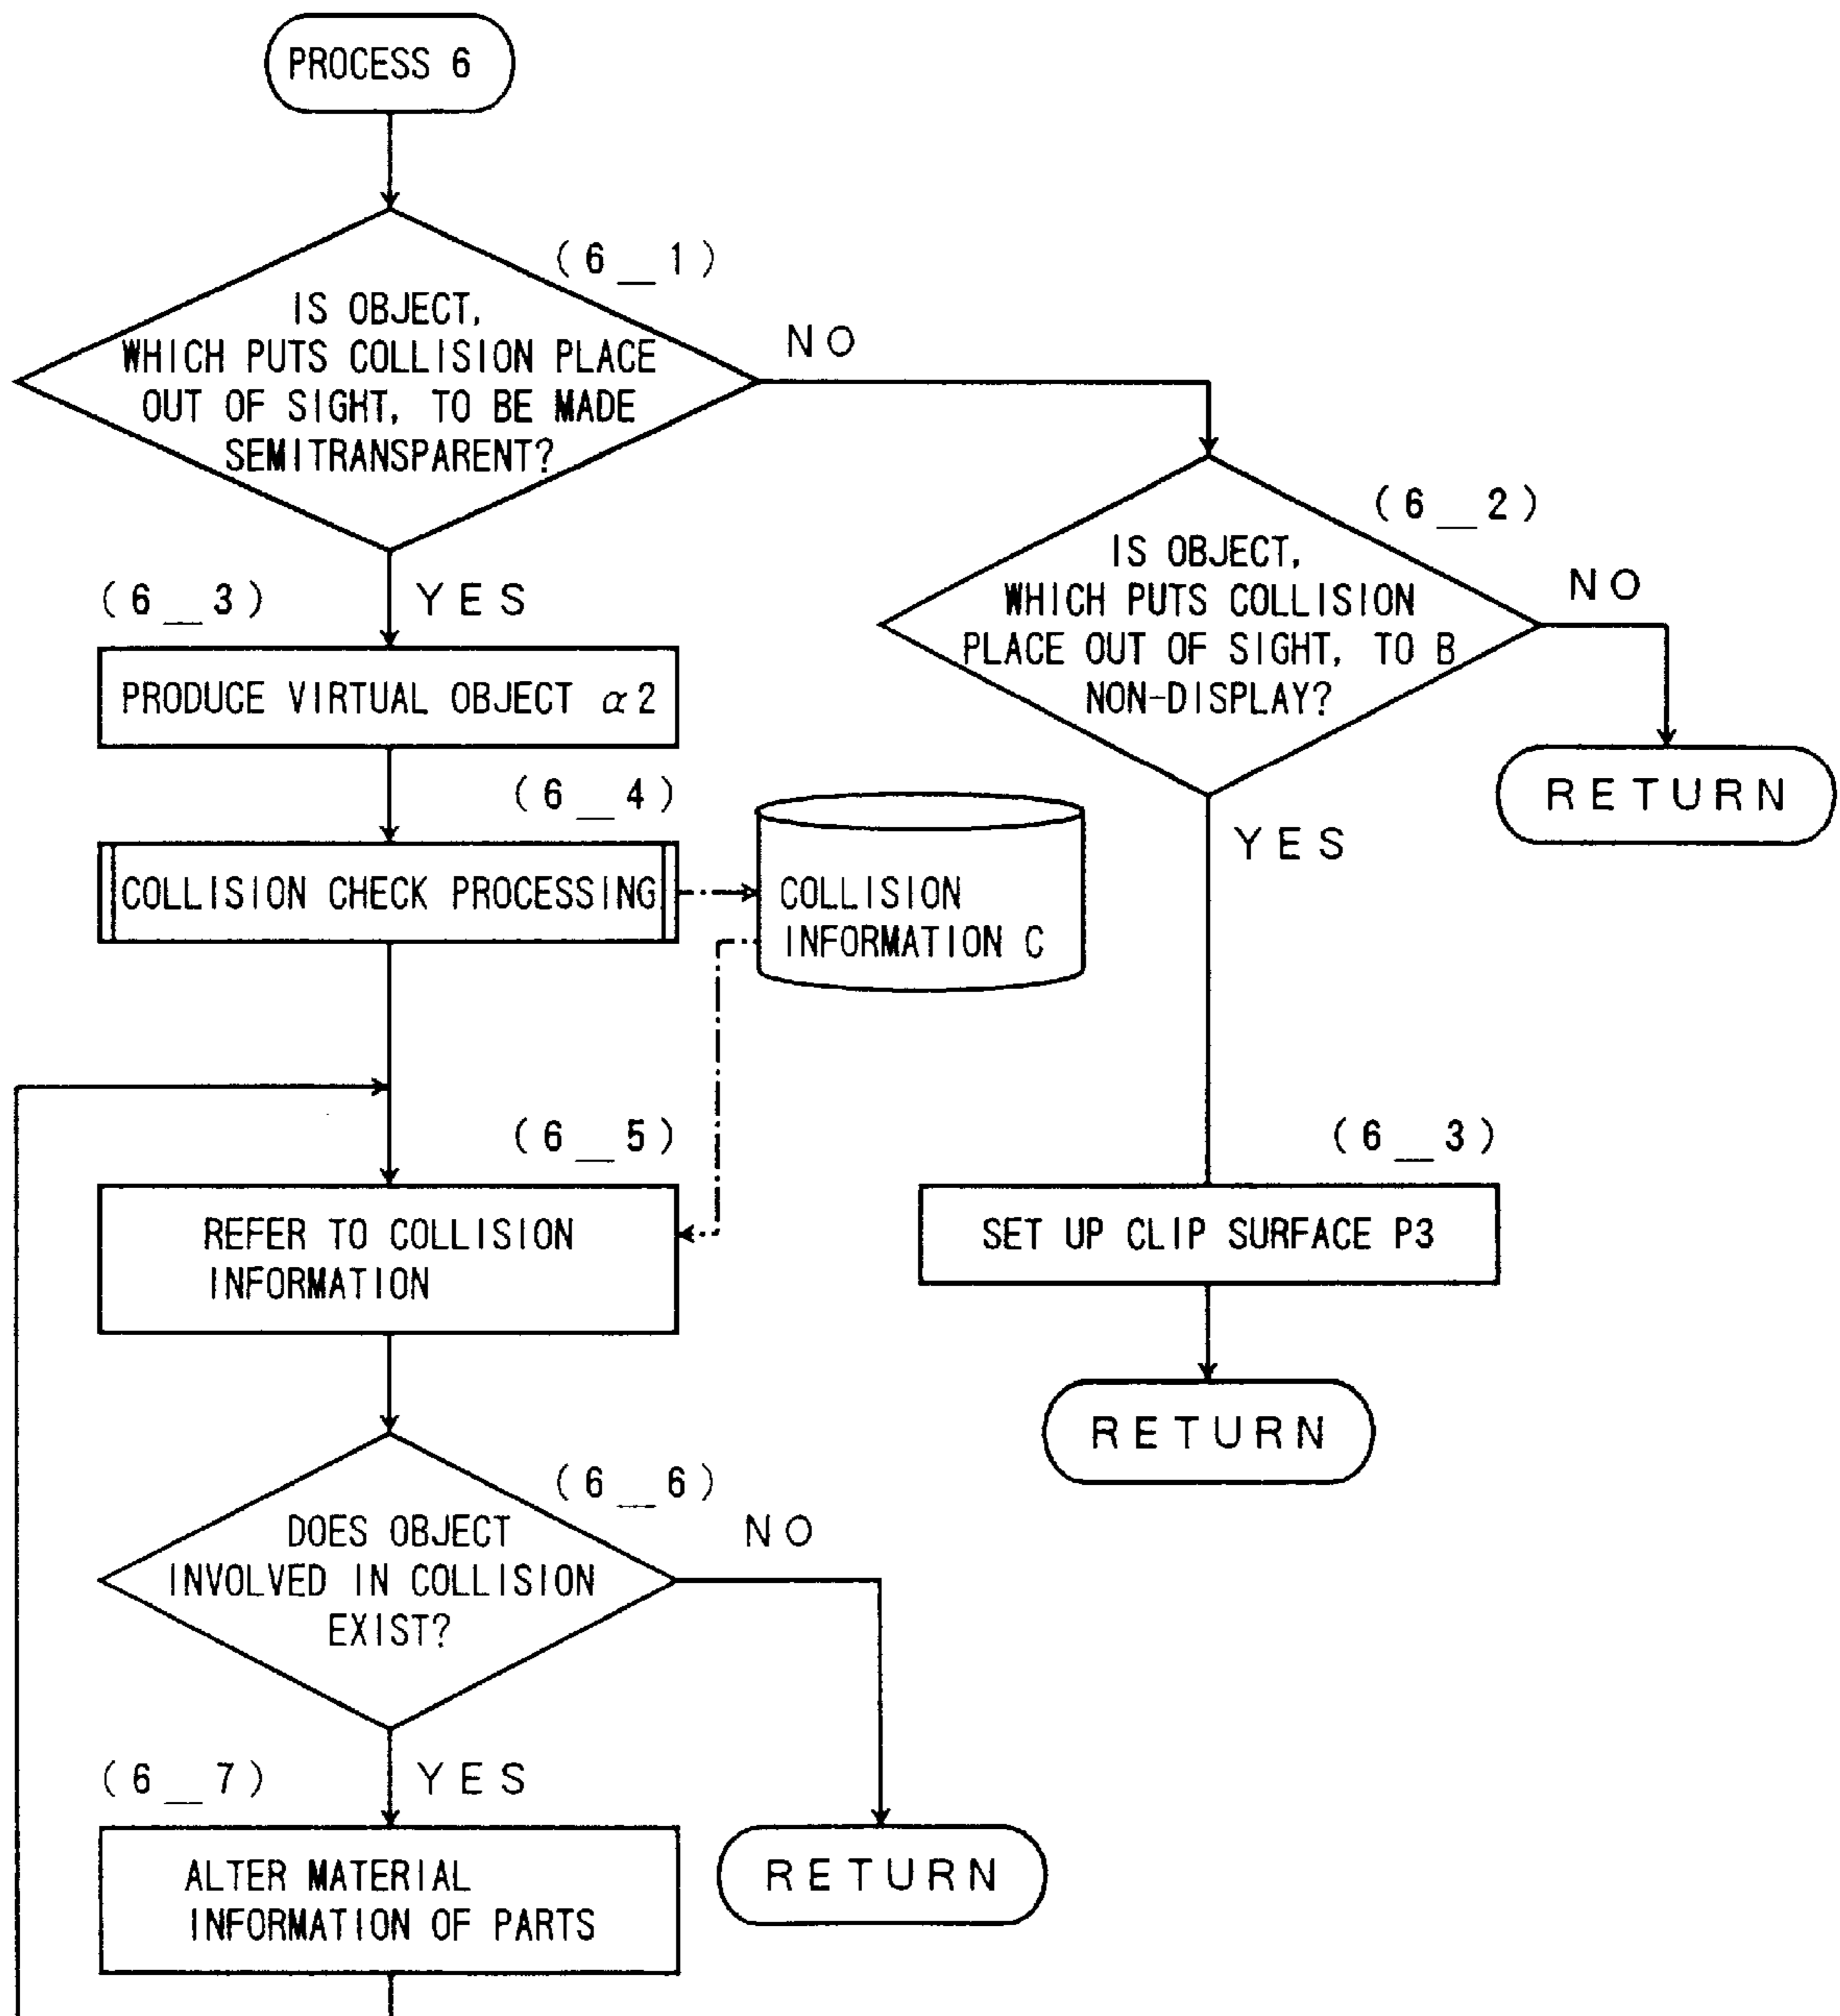 PROCESS 6
(6_1)
IS OBJECT,
WHICH PUTS COLLISION PLACE
OUT OF SIGHT, TO BE MADE
SEMITRANSPARENT?
NO
(6_2)
IS OBJECT,
WHICH PUTS COLLISION
PLACE OUT OF SIGHT, TO B
NON-DISPLAY?
NO
RETURN
YES
(6_3)
SET UP CLIP SURFACE P3
RETURN
(6_3)
YES
PRODUCE VIRTUAL OBJECT α2
(6_4)
COLLISION CHECK PROCESSING
COLLISION
INFORMATION C
(6_5)
REFER TO COLLISION
INFORMATION
(6_6)
DOES OBJECT
INVOLVED IN COLLISION
EXIST?
NO
RETURN
(6_7)
YES
ALTER MATERIAL
INFORMATION OF PARTS